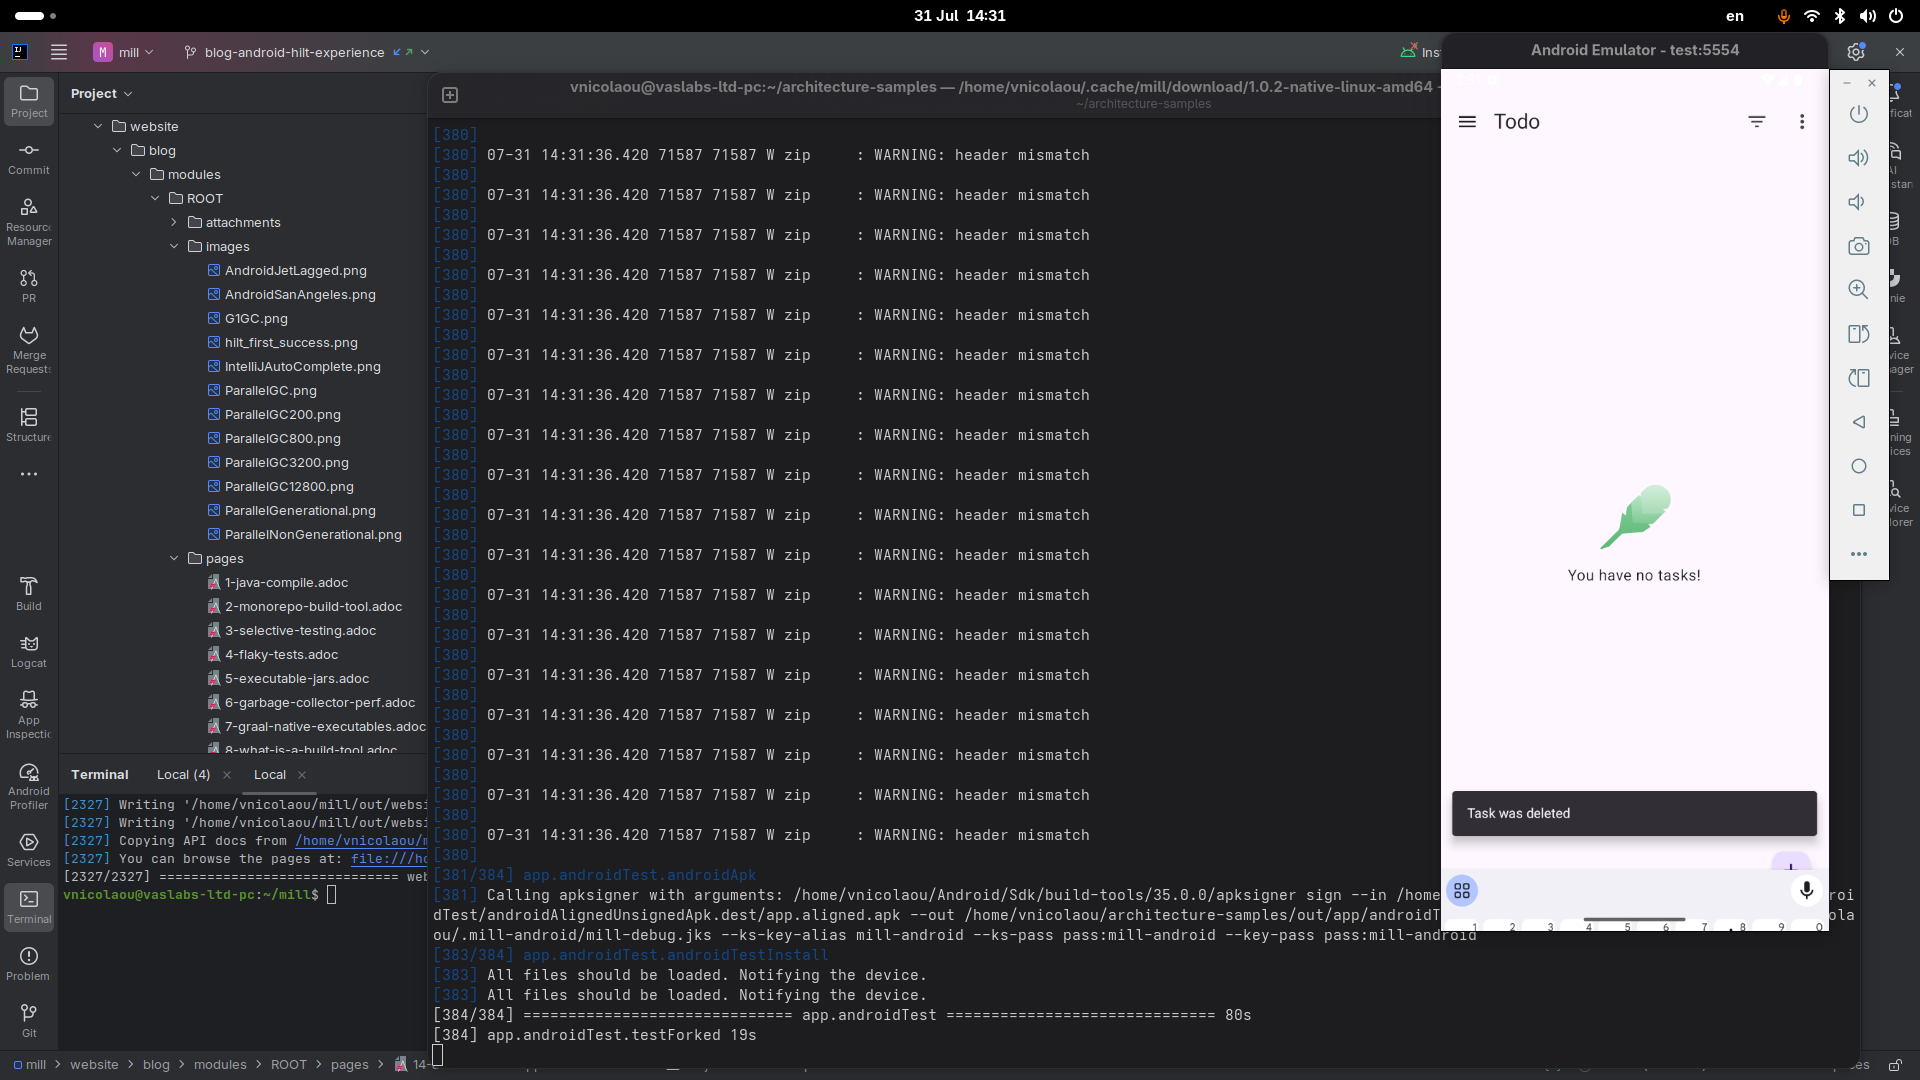 31 Jul 14:31
en
M mill
blog-android-hilt-experience
Inst
Project
Commit
Resource
Manager
PR
Merge
Requests
Structure
Build
Logcat
App
Inspectic
Android
Profiler
Services
Terminal
Problem
Git
Project
website
blog
modules
ROOT
attachments
images
AndroidJetLagged.png
AndroidSanAngeles.png
G1GC.png
hilt_first_success.png
IntelliJAutoComplete.png
ParallelGC.png
ParallelGC200.png
ParallelGC800.png
ParallelGC3200.png
ParallelGC12800.png
ParallelGenerational.png
ParallelNonGenerational.png
pages
1-java-compile.adoc
2-monorepo-build-tool.adoc
3-selective-testing.adoc
4-flaky-tests.adoc
5-executable-jars.adoc
6-garbage-collector-perf.adoc
7-graal-native-executables.adoc
8-what-is-a-build-tool.adoc
Terminal Local (4) Local
[2327] Writing '/home/vnicolaou/mill/out/websi
[2327] Writing '/home/vnicolaou/mill/out/websi
[2327] Copying API docs from /home/vnicolaou/m
[2327] You can browse the pages at: file:///ho
[2327/2327] ============================== web
vnicolaou@vaslabs-ltd-pc:~/mill$
mill > website > blog > modules > ROOT > pages > 14-
vnicolaou@vaslabs-ltd-pc:~/architecture-samples — /home/vnicolaou/.cache/mill/download/1.0.2-native-linux-amd64 -
~/architecture-samples
[380]
[380] 07-31 14:31:36.420 71587 71587 W zip : WARNING: header mismatch
[380]
[380] 07-31 14:31:36.420 71587 71587 W zip : WARNING: header mismatch
[380]
[380] 07-31 14:31:36.420 71587 71587 W zip : WARNING: header mismatch
[380]
[380] 07-31 14:31:36.420 71587 71587 W zip : WARNING: header mismatch
[380]
[380] 07-31 14:31:36.420 71587 71587 W zip : WARNING: header mismatch
[380]
[380] 07-31 14:31:36.420 71587 71587 W zip : WARNING: header mismatch
[380]
[380] 07-31 14:31:36.420 71587 71587 W zip : WARNING: header mismatch
[380]
[380] 07-31 14:31:36.420 71587 71587 W zip : WARNING: header mismatch
[380]
[380] 07-31 14:31:36.420 71587 71587 W zip : WARNING: header mismatch
[380]
[380] 07-31 14:31:36.420 71587 71587 W zip : WARNING: header mismatch
[380]
[380] 07-31 14:31:36.420 71587 71587 W zip : WARNING: header mismatch
[380]
[380] 07-31 14:31:36.420 71587 71587 W zip : WARNING: header mismatch
[380]
[380] 07-31 14:31:36.420 71587 71587 W zip : WARNING: header mismatch
[380]
[380] 07-31 14:31:36.420 71587 71587 W zip : WARNING: header mismatch
[380]
[380] 07-31 14:31:36.420 71587 71587 W zip : WARNING: header mismatch
[380]
[380] 07-31 14:31:36.420 71587 71587 W zip : WARNING: header mismatch
[380]
[380] 07-31 14:31:36.420 71587 71587 W zip : WARNING: header mismatch
[380]
[380] 07-31 14:31:36.420 71587 71587 W zip : WARNING: header mismatch
[380]
[381/384] app.androidTest.androidApk
[381] Calling apksigner with arguments: /home/vnicolaou/Android/Sdk/build-tools/35.0.0/apksigner sign --in /home roi
dTest/androidAlignedUnsignedApk.dest/app.aligned.apk --out /home/vnicolaou/architecture-samples/out/app/androidT ola
ou/.mill-android/mill-debug.jks --ks-key-alias mill-android --ks-pass pass:mill-android --key-pass pass:mill-android
[383/384] app.androidTest.androidTestInstall
[383] All files should be loaded. Notifying the device.
[383] All files should be loaded. Notifying the device.
[384/384] ============================== app.androidTest ============================== 80s
[384] app.androidTest.testForked 19s
Android Emulator - test:5554
Todo
You have no tasks!
Task was deleted
1 2 3 4 5 6 7 8 9 0